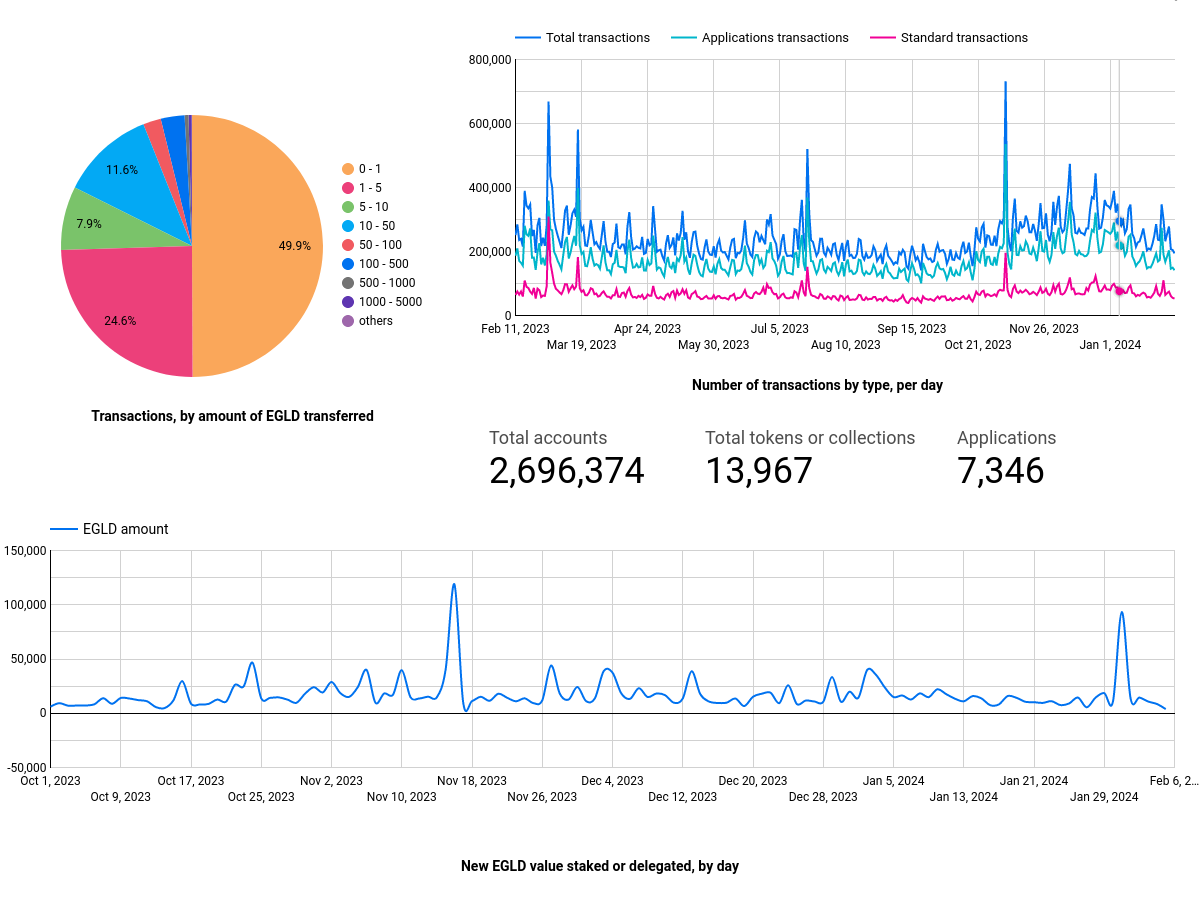 49.9%
24.6%
7.9%
11.6%
0 - 1
1 - 5
5 - 10
10 - 50
50 - 100
100 - 500
500 - 1000
1000 - 5000
others
Transactions, by amount of EGLD transferred
Total transactions
Applications transactions
Standard transactions
800,000
600,000
400,000
200,000
0
Feb 11, 2023
Mar 19, 2023
Apr 24, 2023
May 30, 2023
Jul 5, 2023
Aug 10, 2023
Sep 15, 2023
Oct 21, 2023
Nov 26, 2023
Jan 1, 2024
Number of transactions by type, per day
Total accounts
2,696,374
Total tokens or collections
13,967
Applications
7,346
EGLD amount
150,000
100,000
50,000
0
-50,000
Oct 1, 2023
Oct 9, 2023
Oct 17, 2023
Oct 25, 2023
Nov 2, 2023
Nov 10, 2023
Nov 18, 2023
Nov 26, 2023
Dec 4, 2023
Dec 12, 2023
Dec 20, 2023
Dec 28, 2023
Jan 5, 2024
Jan 13, 2024
Jan 21, 2024
Jan 29, 2024
Feb 6, 2...
New EGLD value staked or delegated, by day